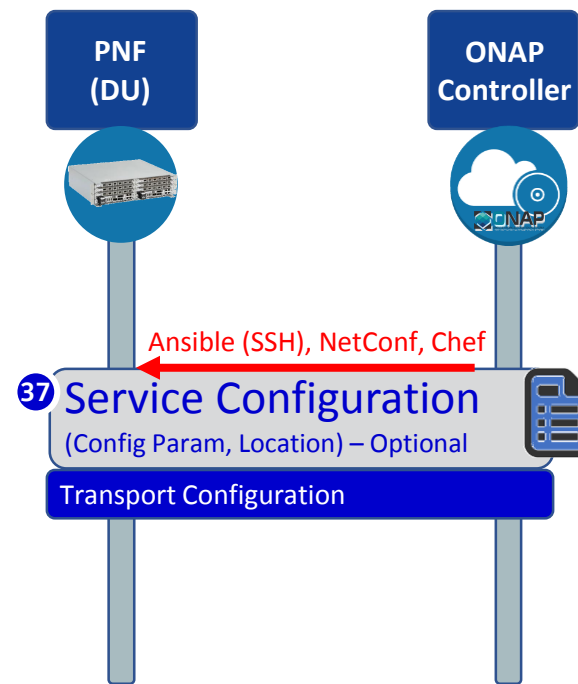 PNF
(DU)
ONAP
Controller
ONAP
Ansible (SSH), NetConf, Chef
37
Service Configuration
(Config Param, Location) – Optional
Transport Configuration